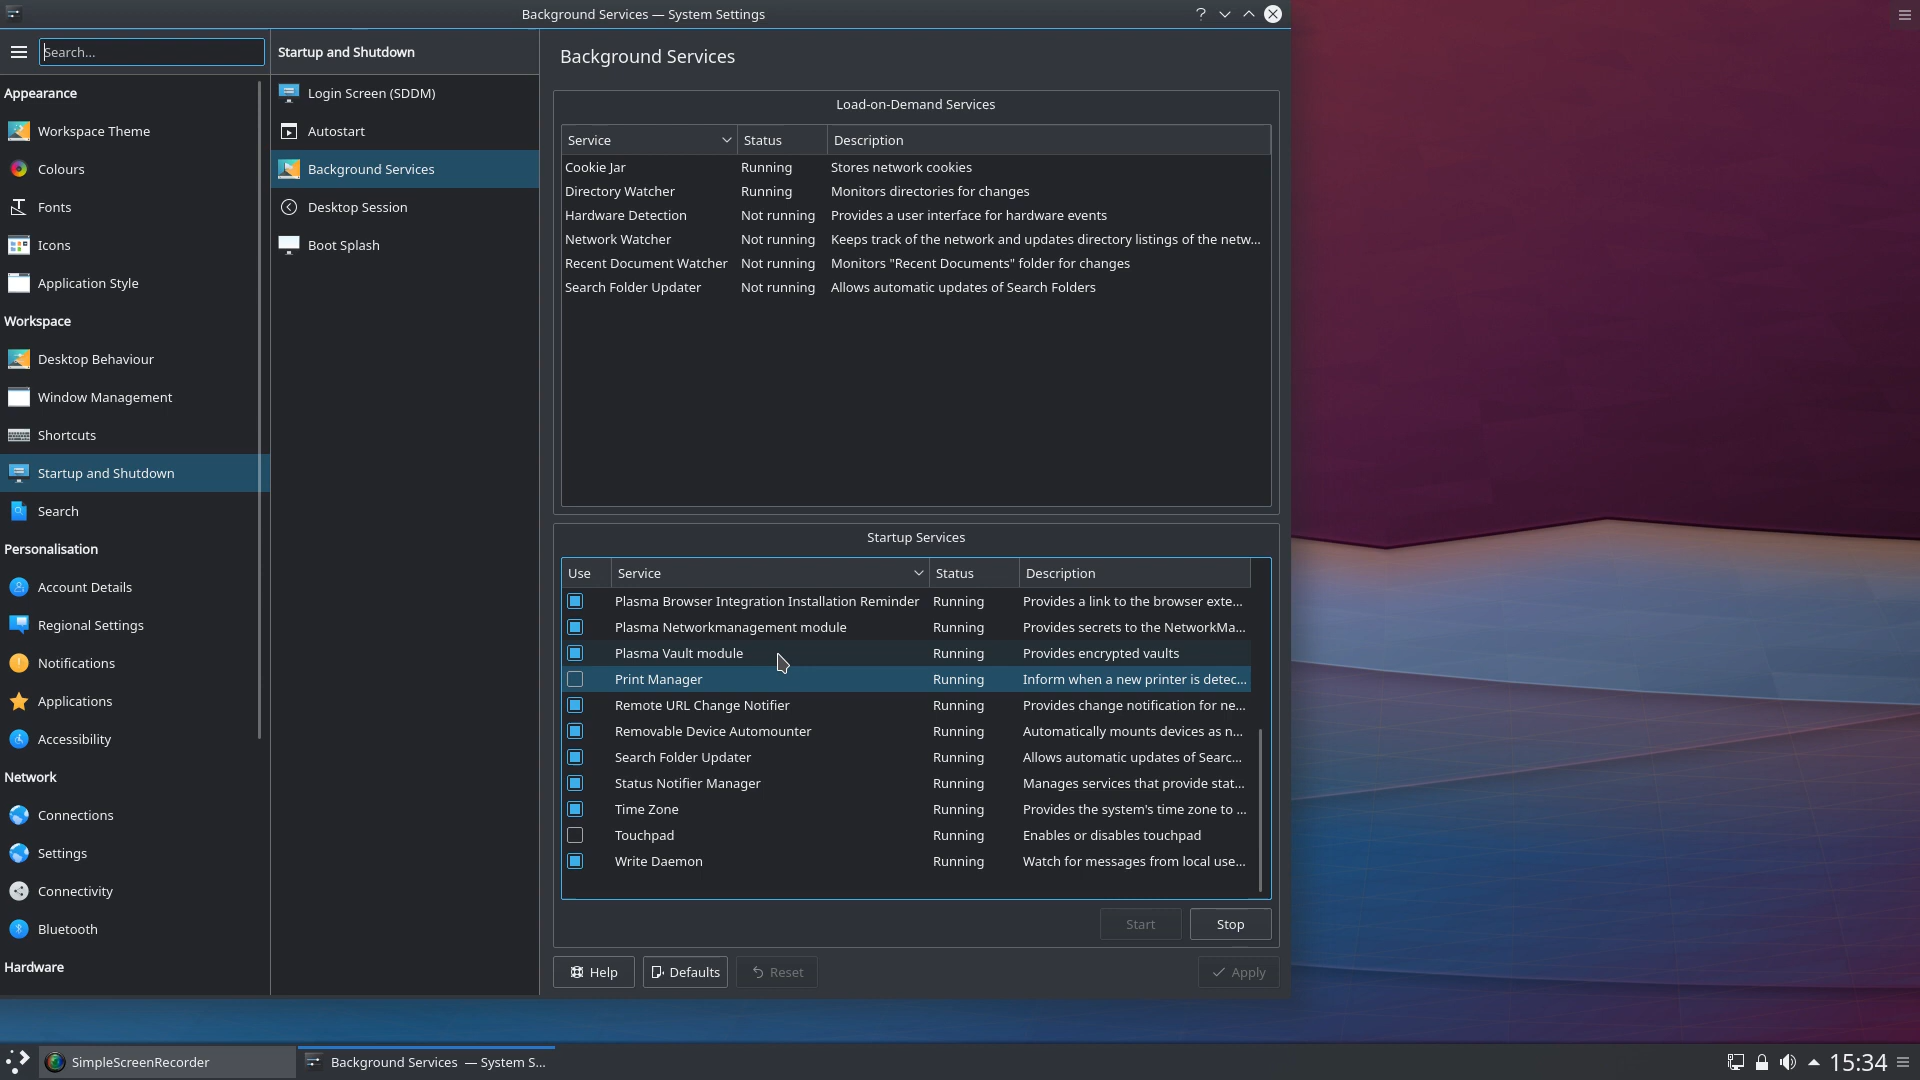 Background Services — System Settings
Search...
Startup and Shutdown
Background Services
Appearance
Workspace Theme
Colours
Fonts
Icons
Application Style
Workspace
Desktop Behaviour
Window Management
Shortcuts
Startup and Shutdown
Search
Personalisation
Account Details
Regional Settings
Notifications
Applications
Accessibility
Network
Connections
Settings
Connectivity
Bluetooth
Hardware
Login Screen (SDDM)
Autostart
Background Services
Desktop Session
Boot Splash
Load-on-Demand Services
Service Status Description
Cookie Jar Running Stores network cookies
Directory Watcher Running Monitors directories for changes
Hardware Detection Not running Provides a user interface for hardware events
Network Watcher Not running Keeps track of the network and updates directory listings of the netw...
Recent Document Watcher Not running Monitors "Recent Documents" folder for changes
Search Folder Updater Not running Allows automatic updates of Search Folders
Startup Services
Use Service Status Description
Plasma Browser Integration Installation Reminder Running Provides a link to the browser exte...
Plasma Networkmanagement module Running Provides secrets to the NetworkMa...
Plasma Vault module Running Provides encrypted vaults
Print Manager Running Inform when a new printer is detec...
Remote URL Change Notifier Running Provides change notification for ne...
Removable Device Automounter Running Automatically mounts devices as n...
Search Folder Updater Running Allows automatic updates of Searc...
Status Notifier Manager Running Manages services that provide stat...
Time Zone Running Provides the system's time zone to ...
Touchpad Running Enables or disables touchpad
Write Daemon Running Watch for messages from local use...
Start Stop
Help Defaults Reset Apply
SimpleScreenRecorder Background Services — System S... 15:34